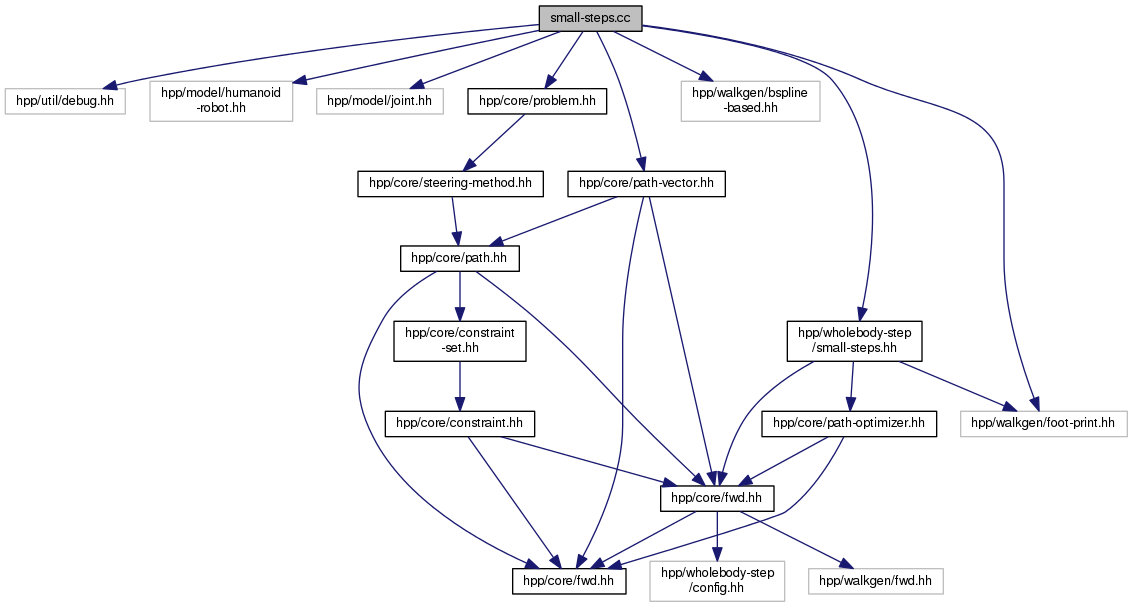 small-steps.cc
hpp/util/debug.hh
hpp/model/humanoid
-robot.hh
hpp/model/joint.hh
hpp/core/problem.hh
hpp/walkgen/bspline
-based.hh
hpp/core/steering-method.hh
hpp/core/path-vector.hh
hpp/core/path.hh
hpp/core/constraint
-set.hh
hpp/wholebody-step
/small-steps.hh
hpp/core/constraint.hh
hpp/core/path-optimizer.hh
hpp/walkgen/foot-print.hh
hpp/core/fwd.hh
hpp/core/fwd.hh
hpp/wholebody-step
/config.hh
hpp/walkgen/fwd.hh